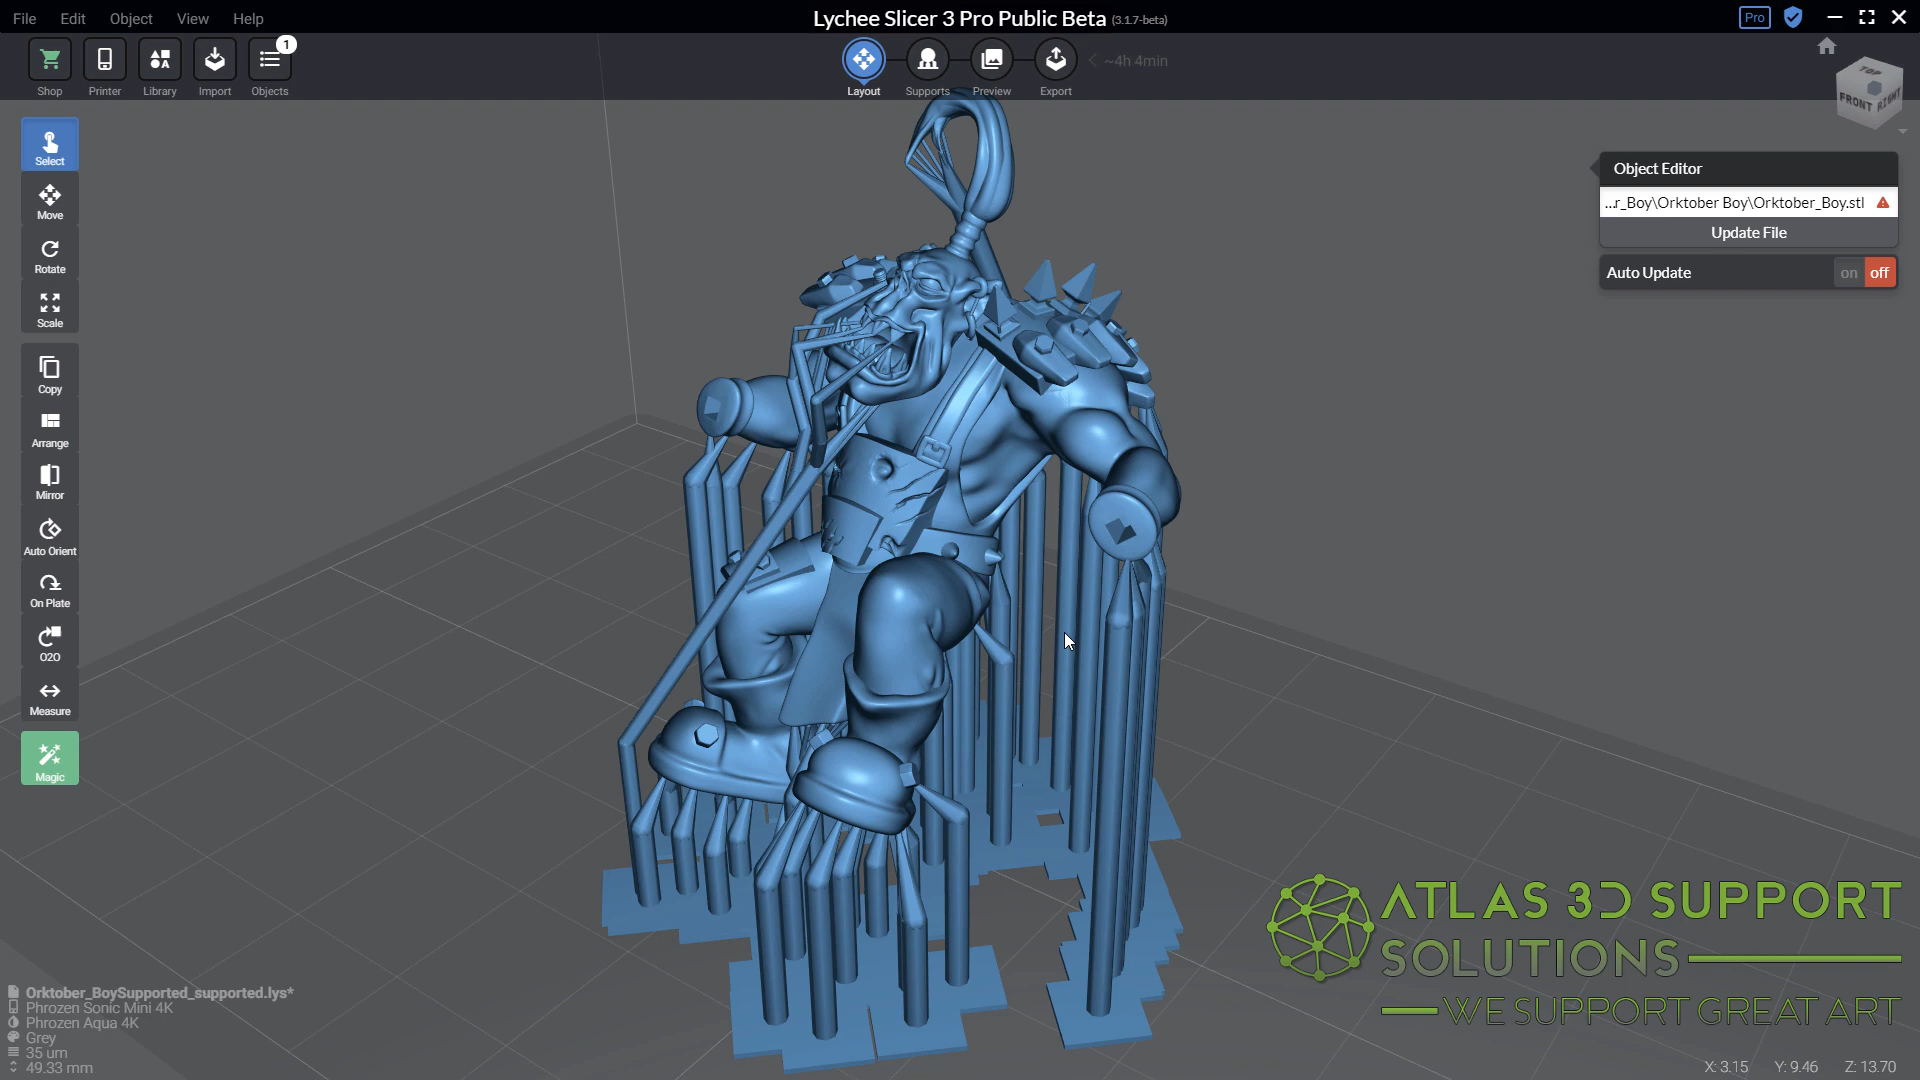 File Edit Object View Help
Lychee Slicer 3 Pro Public Beta (3.1.7-beta)
Pro
1
Shop Printer Library Import Objects
Layout Supports Preview Export
~4h 4min
TOP
FRONT RIGHT
Select
Move
Rotate
Scale
Copy
Arrange
Mirror
Auto Orient
On Plate
O2O
Measure
Magic
Object Editor
...r_Boy\Orktober Boy\Orktober_Boy.stl
Update File
Auto Update on off
ATLAS 3D SUPPORT
SOLUTIONS
WE SUPPORT GREAT ART
Orktober_BoySupported_supported.lys*
Phrozen Sonic Mini 4K
Phrozen Aqua 4K
Grey
35 um
49.33 mm
X: 3.15 Y: 9.46 Z: 13.70